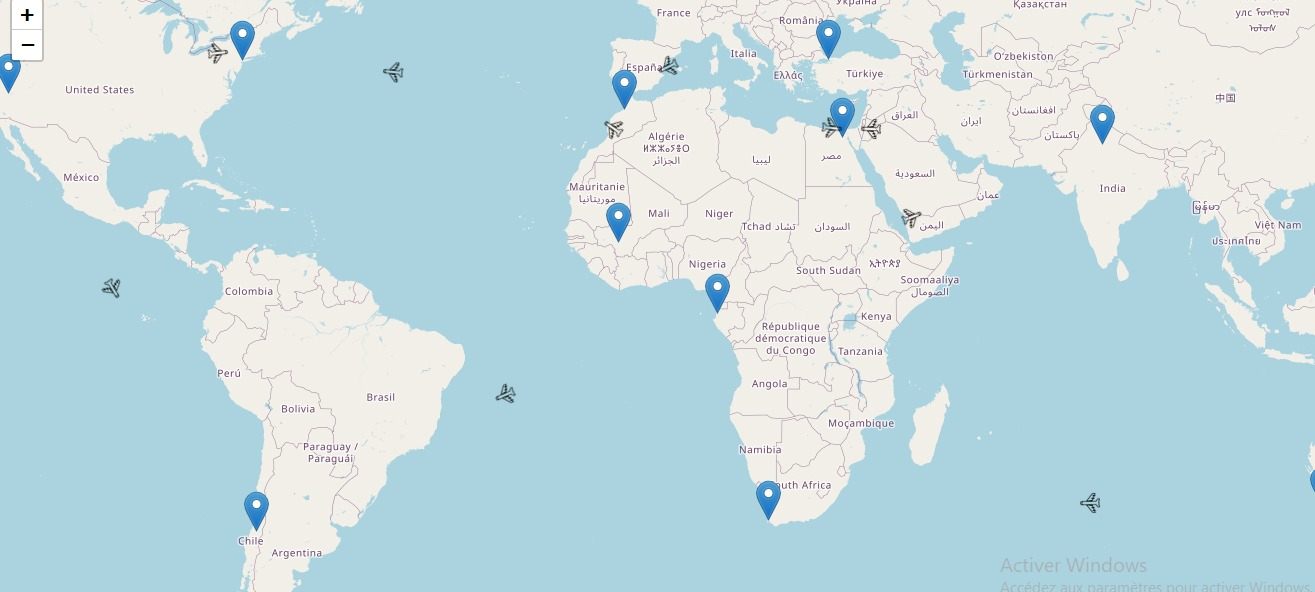 +
−
France
Україна
Қазақстан
România
Italia
O'zbekiston
España
Ελλάς
Türkiye
Türkmenistan
United States
中国
افغانستان
العراق
ایران
پاکستان
Algérie
ⵍⵣⵣⴰⵢⴻⵔ
الجزائر
ليبيا
مصر
السعودية
México
Mauritanie
موريتانيا
India
عمان
မြန်မာ
Mali
Niger
Tchad تشاد
السودان
اليمن
Việt Nam
ประเทศไทย
Nigeria
South Sudan
ኢትዮጵያ
Soomaaliya
الصومال
Colombia
Kenya
République
démocratique
du Congo
Tanzania
Perú
Angola
Brasil
Bolivia
Moçambique
Paraguay /
Paraguái
Namibia
outh Africa
Chile
Argentina
Activer Windows
Accédez aux paramètres pour activer Windows